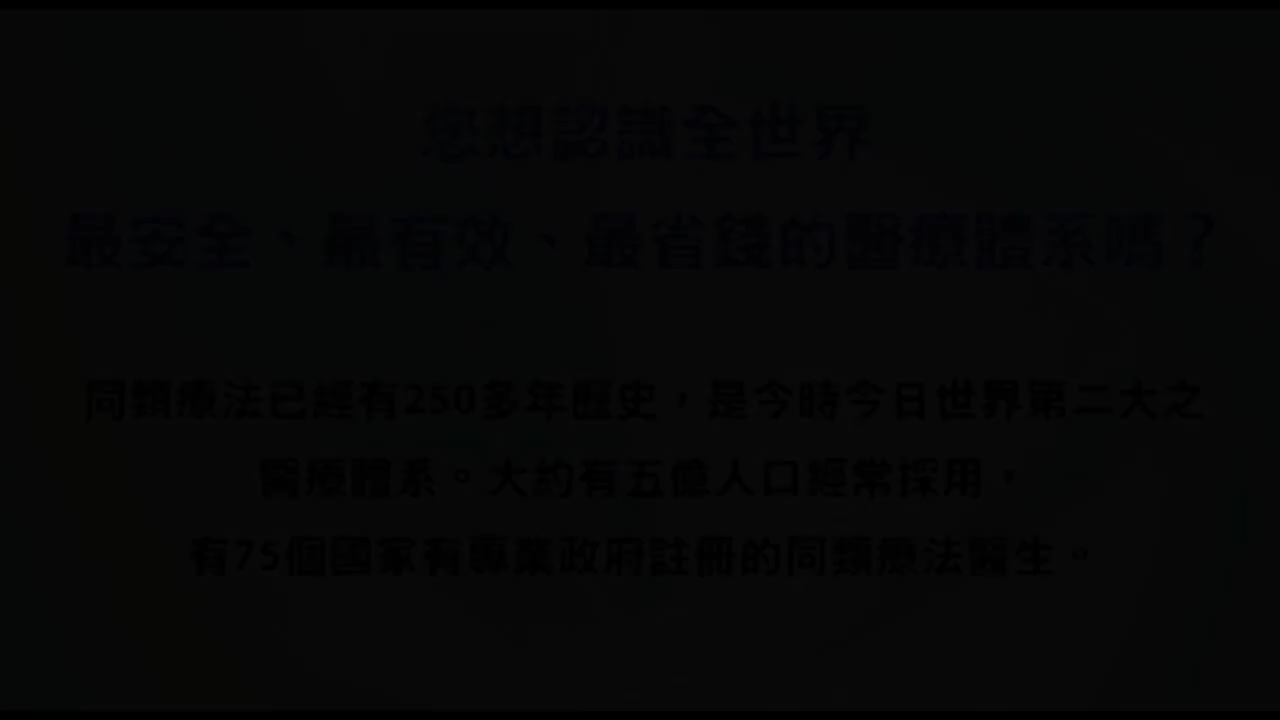 您想認識全世界
最安全、最有效、最省錢的醫療體系嗎？
同類療法已經有250多年歷史，是今時今日世界第二大之
醫療體系。大約有五億人口經常採用，
有75個國家有專業政府註冊的同類療法醫生。